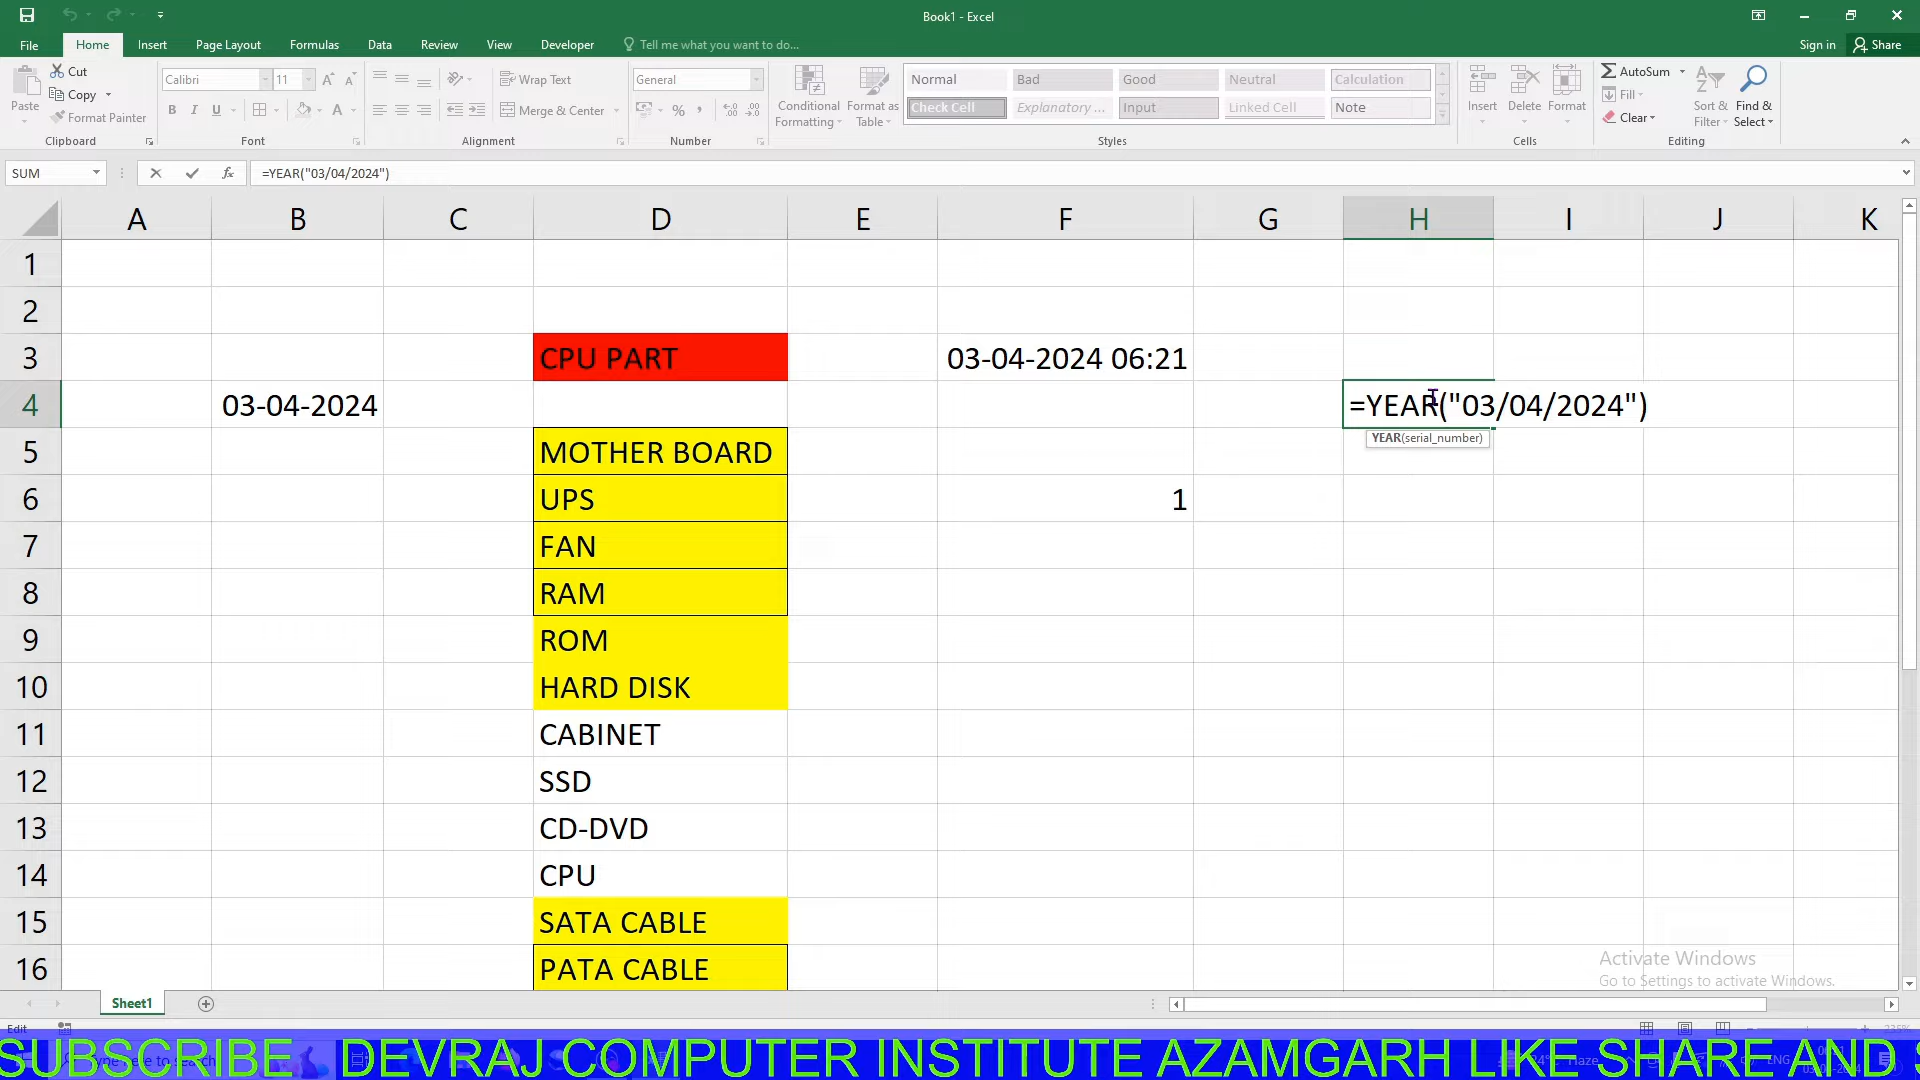 Book1 - Excel
File Home Insert Page Layout Formulas Data Review View Developer Tell me what you want to do... Sign in Share
Paste Cut Copy Format Painter Clipboard
Calibri 11 B I U A Font
Wrap Text Merge & Center Alignment
General % Number
Conditional Formatting Format as Table
Normal Bad Good Neutral Calculation
Check Cell Explanatory ... Input Linked Cell Note
Styles
Insert Delete Format Cells
AutoSum Fill Clear Sort & Filter Find & Select Editing
SUM fx =YEAR("03/04/2024")
A B C D E F G H I J K
1
2
3 CPU PART 03-04-2024 06:21
4 03-04-2024 =YEAR("03/04/2024")
YEAR(serial_number)
5 MOTHER BOARD
6 UPS 1
7 FAN
8 RAM
9 ROM
10 HARD DISK
11 CABINET
12 SSD
13 CD-DVD
14 CPU
15 SATA CABLE
16 PATA CABLE
Activate Windows
Go to Settings to activate Windows.
Sheet1
Edit
SUBSCRIBE DEVRAJ COMPUTER INSTITUTE AZAMGARH LIKE SHARE AND